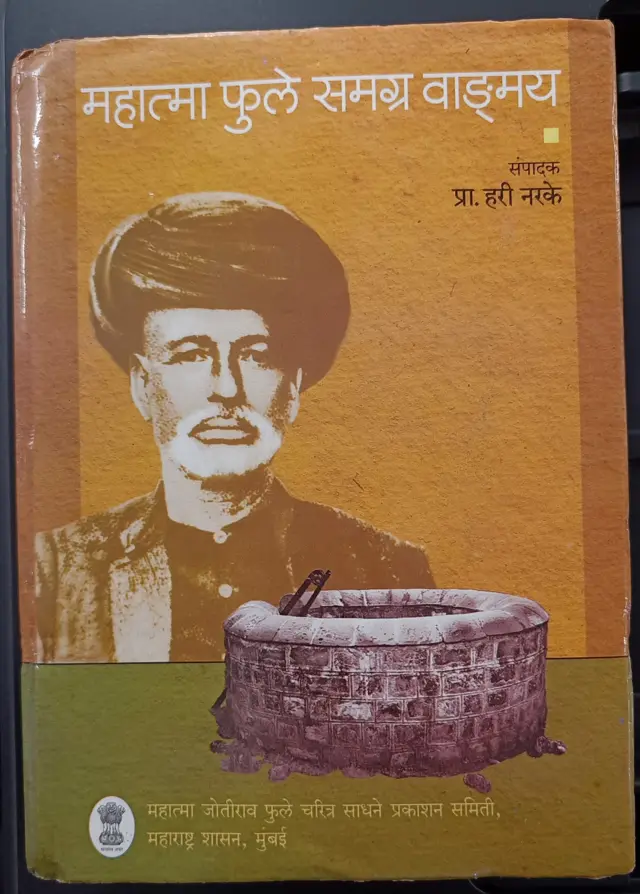 महात्मा फुले समग्र वाङ्मय
संपादक
प्रा. हरी नरके
महात्मा जोतीराव फुले चरित्र साधने प्रकाशन समिती,
महाराष्ट्र शासन, मुंबई